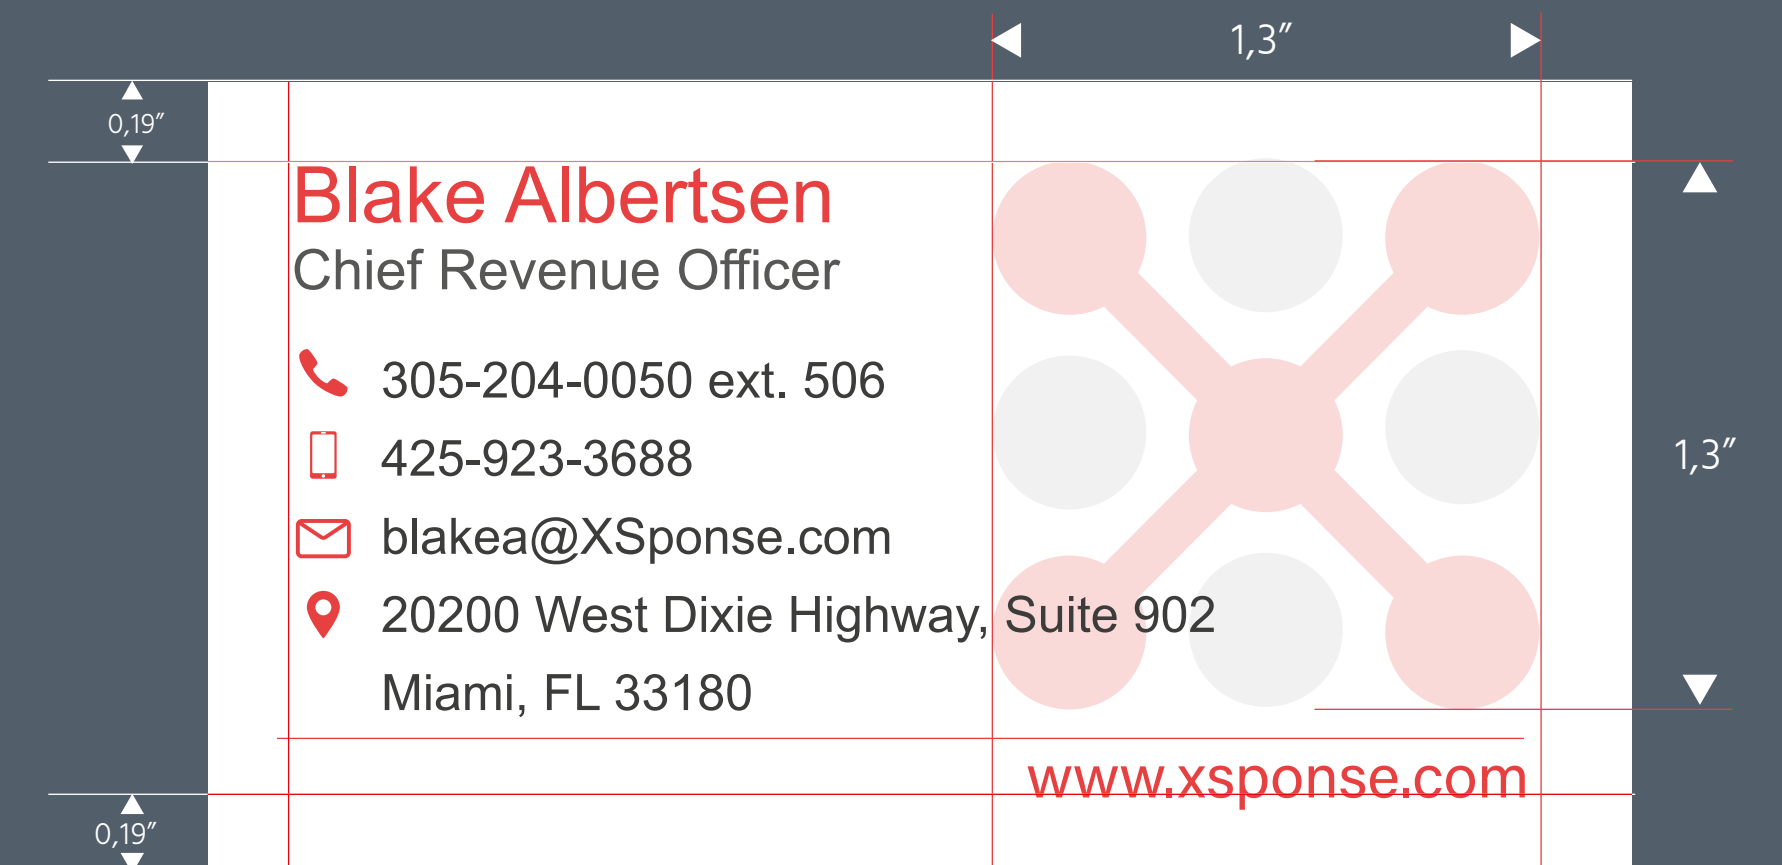 1,3″
0,19″
Blake Albertsen
Chief Revenue Officer
305-204-0050 ext. 506
425-923-3688
1,3″
blakea@XSponse.com
20200 West Dixie Highway, Suite 902
Miami, FL 33180
www.xsponse.com
0,19″